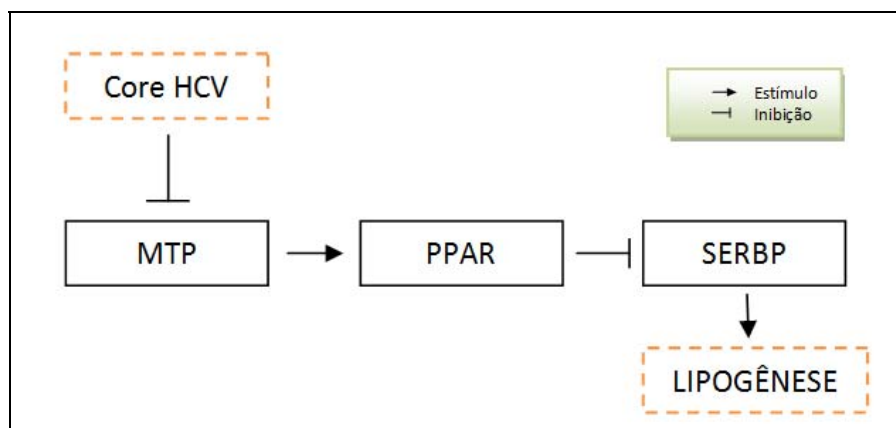 Core HCV
Estímulo
Inibição
MTP
PPAR
SERBP
LIPOGÊNESE